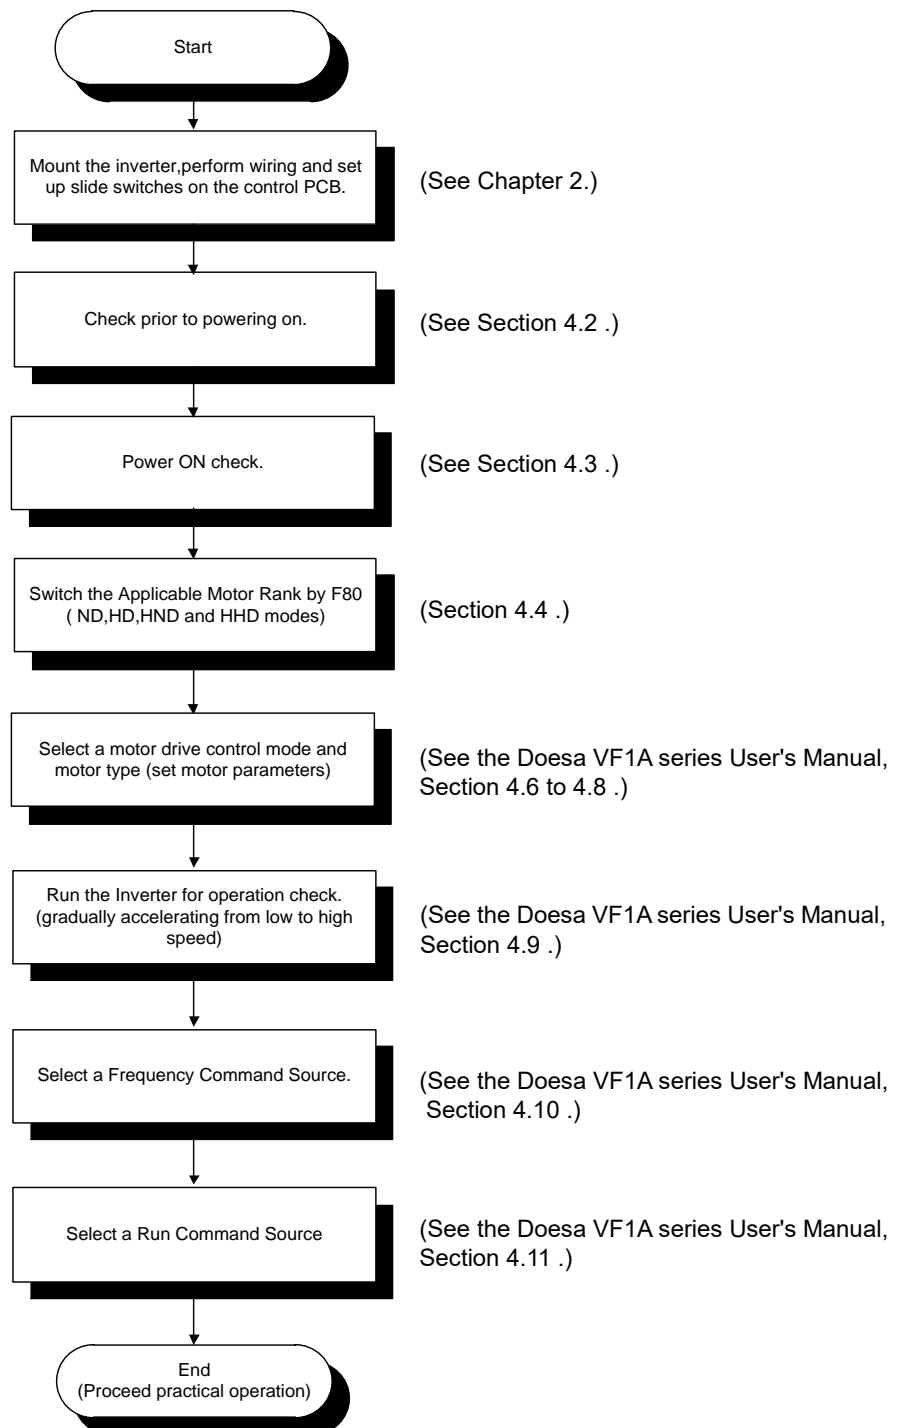 Start
Mount the inverter,perform wiring and set
up slide switches on the control PCB.
(See Chapter 2.)
Check prior to powering on.
(See Section 4.2 .)
Power ON check.
(See Section 4.3 .)
Switch the Applicable Motor Rank by F80
( ND,HD,HND and HHD modes)
(Section 4.4 .)
Select a motor drive control mode and
motor type (set motor parameters)
(See the Doesa VF1A series User's Manual,
Section 4.6 to 4.8 .)
Run the Inverter for operation check.
(gradually accelerating from low to high
speed)
(See the Doesa VF1A series User's Manual,
Section 4.9 .)
Select a Frequency Command Source.
(See the Doesa VF1A series User's Manual,
Section 4.10 .)
Select a Run Command Source
(See the Doesa VF1A series User's Manual,
Section 4.11 .)
End
(Proceed practical operation)